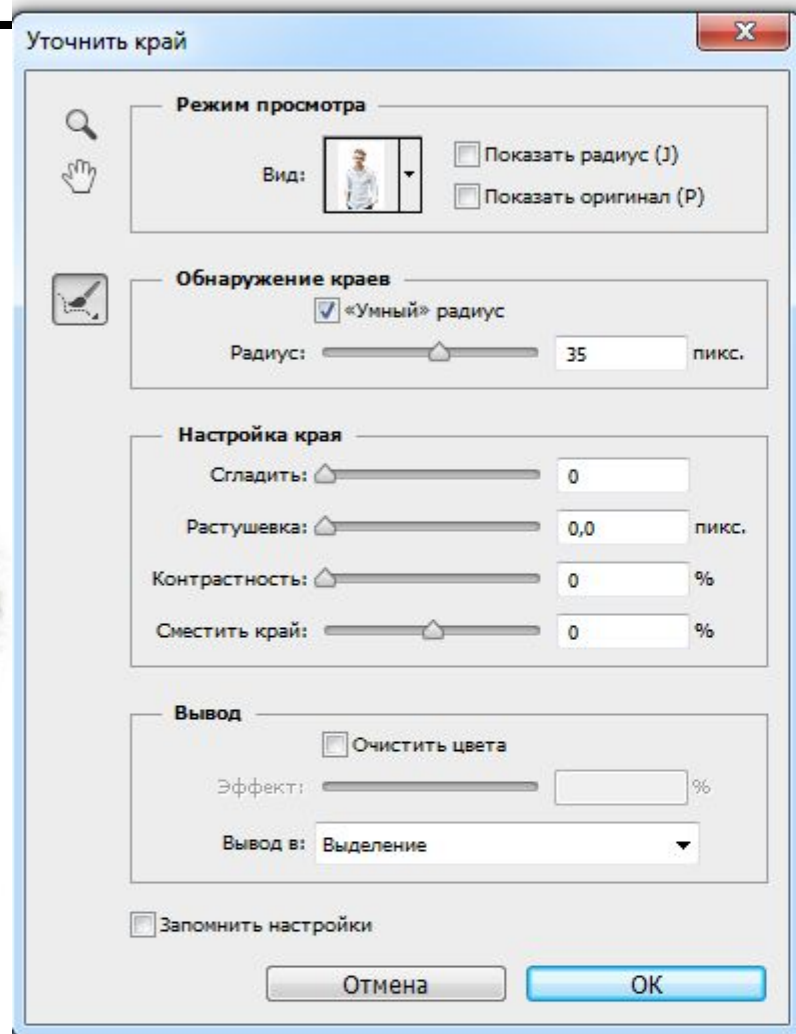 Уточнить край
Режим просмотра
Вид:
Показать радиус (J)
Показать оригинал (P)
Обнаружение краев
«Умный» радиус
Радиус: 35 пикс.
Настройка края
Сгладить: 0
Растушевка: 0,0 пикс.
Контрастность: 0 %
Сместить край: 0 %
Вывод
Очистить цвета
Эффект: %
Вывод в: Выделение
Запомнить настройки
Отмена OK